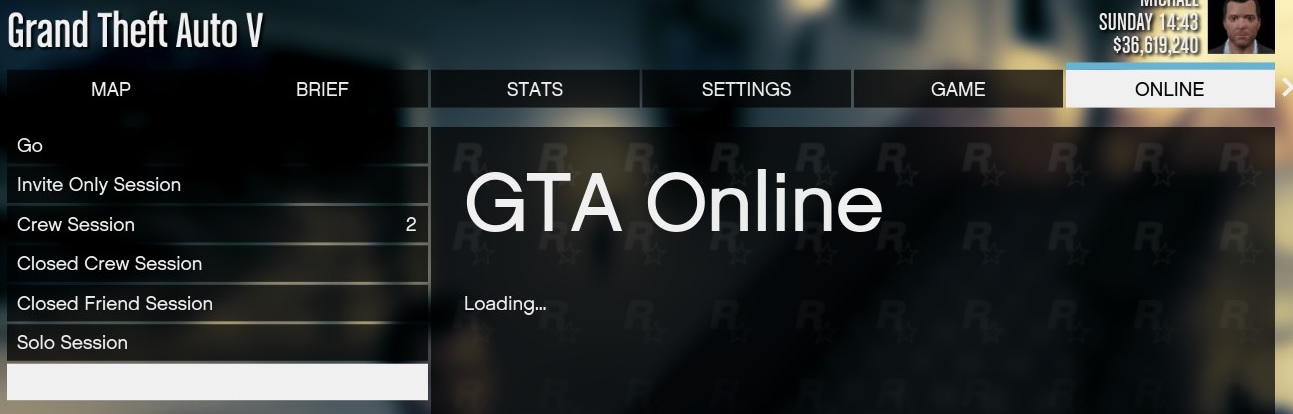 Grand Theft Auto V
MICHAEL
SUNDAY 14:43
$36,619,240
MAP
BRIEF
STATS
SETTINGS
GAME
ONLINE
Go
Invite Only Session
Crew Session 2
Closed Crew Session
Closed Friend Session
Solo Session
GTA Online
Loading...